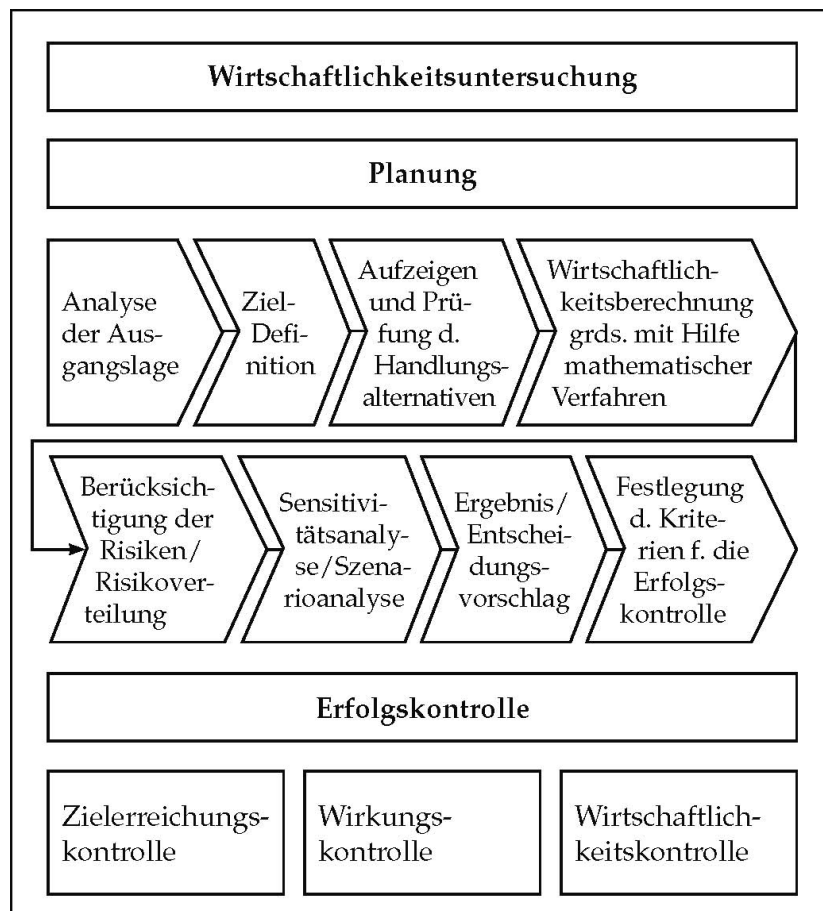 Wirtschaftlichkeitsuntersuchung
Planung
Analyse
der Aus-
gangslage
Ziel-
Defi-
nition
Aufzeigen
und Prü-
fung d.
Handlungs-
alternativen
Wirtschaftlich-
keitsberechnung
grds. mit Hilfe
mathematischer
Verfahren
Berücksich-
tigung der
Risiken/
Risikover-
teilung
Sensitivi-
tätsanaly-
se/Szena-
rioanalyse
Ergebnis/
Entschei-
dungs-
vorschlag
Festlegung
d. Krite-
rien f. die
Erfolgs-
kontrolle
Erfolgskontrolle
Zielerreichungs-
kontrolle
Wirkungs-
kontrolle
Wirtschaftlich-
keitskontrolle